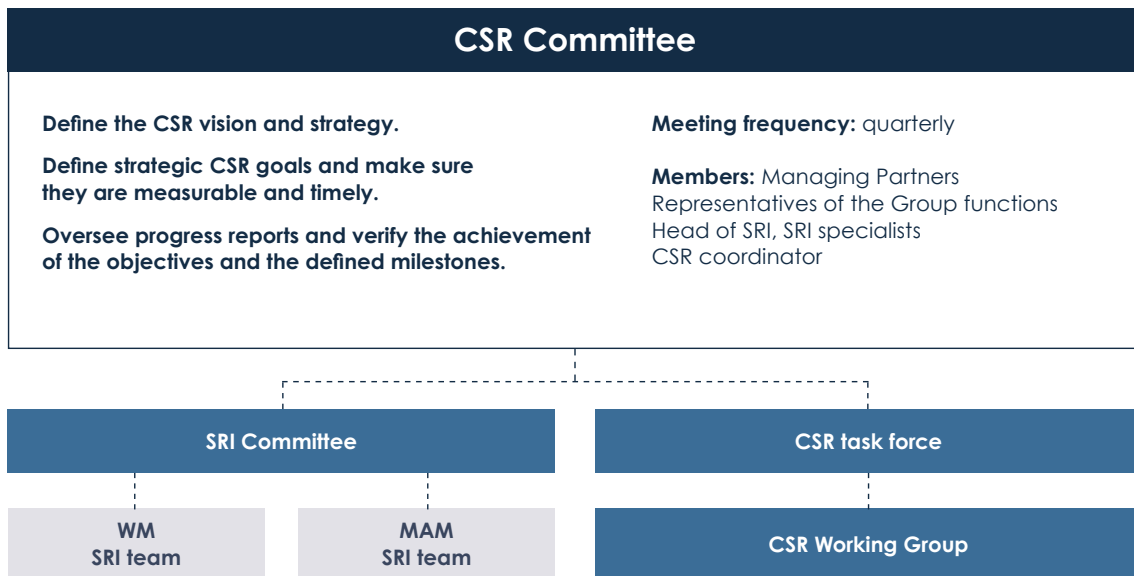 CSR Committee
Define the CSR vision and strategy.
Define strategic CSR goals and make sure
they are measurable and timely.
Oversee progress reports and verify the achievement
of the objectives and the defined milestones.
Meeting frequency: quarterly
Members: Managing Partners
Representatives of the Group functions
Head of SRI, SRI specialists
CSR coordinator
SRI Committee
CSR task force
WM
SRI team
MAM
SRI team
CSR Working Group